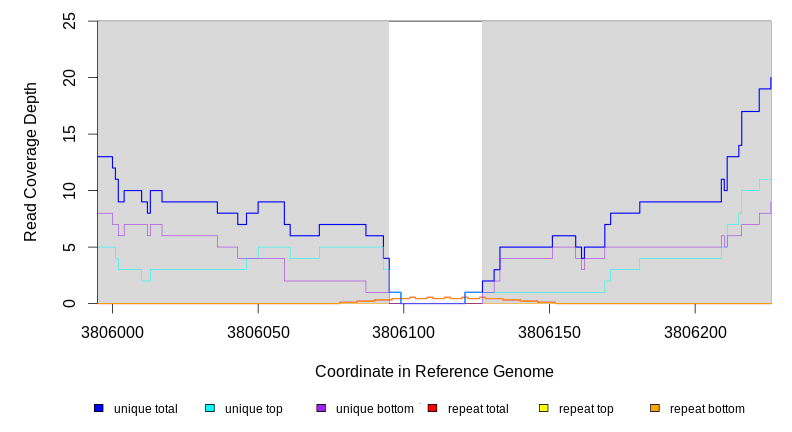 25
20
15
10
5
0
Read Coverage Depth
3806000 3806050 3806100 3806150 3806200
Coordinate in Reference Genome
unique total unique top unique bottom repeat total repeat top repeat bottom